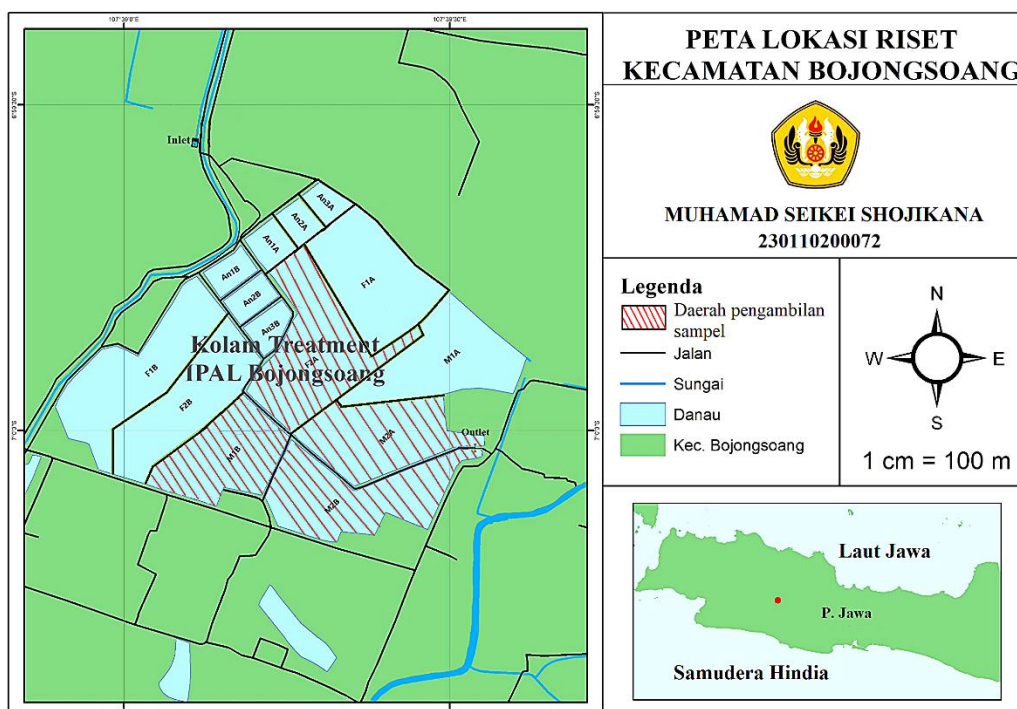 107°39'0"E
107°39'30"E
6°59'30"S
7°0'0"S
Inlet
An3A
An2A
An1A
An1B
An2B
An3B
F1A
F2A
F1B
F2B
M1A
M2A
M1B
M2B
Outlet
Kolam Treatment
IPAL Bojongsoang
PETA LOKASI RISET
KECAMATAN BOJONGSOANG
MUHAMAD SEIKEI SHOJIKANA
230110200072
Legenda
Daerah pengambilan
sampel
Jalan
Sungai
Danau
Kec. Bojongsoang
N
W
E
S
1 cm = 100 m
Laut Jawa
P. Jawa
Samudera Hindia